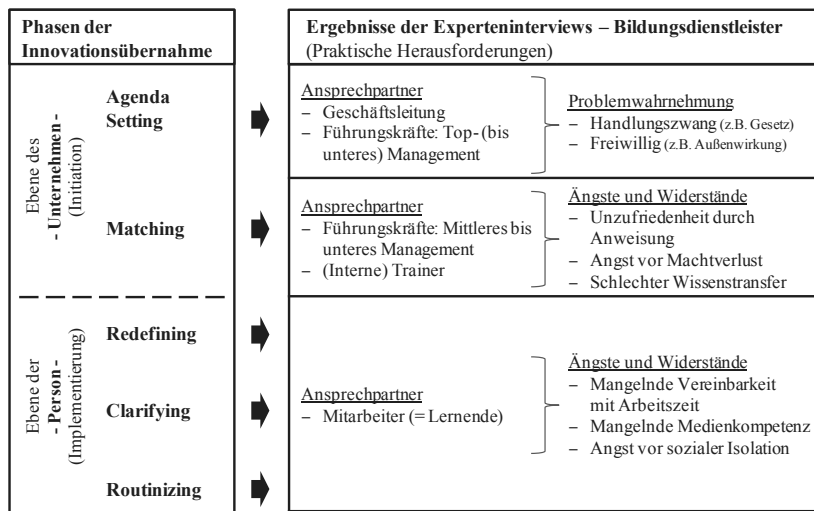 Phasen der
Innovationsübernahme
Ergebnisse der Experteninterviews – Bildungsdienstleister
(Praktische Herausforderungen)
Ebene des
- Unternehmen -
(Initiation)
Agenda
Setting
Ansprechpartner
– Geschäftsleitung
– Führungskräfte: Top- (bis
unteres) Management
Problemwahrnehmung
– Handlungszwang (z.B. Gesetz)
– Freiwillig (z.B. Außenwirkung)
Matching
Ansprechpartner
– Führungskräfte: Mittleres bis
unteres Management
– (Interne) Trainer
Ängste und Widerstände
– Unzufriedenheit durch
Anweisung
– Angst vor Machtverlust
– Schlechter Wissenstransfer
Ebene der
- Person -
(Implementierung)
Redefining
Clarifying
Routinizing
Ansprechpartner
– Mitarbeiter (= Lernende)
Ängste und Widerstände
– Mangelnde Vereinbarkeit
mit Arbeitszeit
– Mangelnde Medienkompetenz
– Angst vor sozialer Isolation